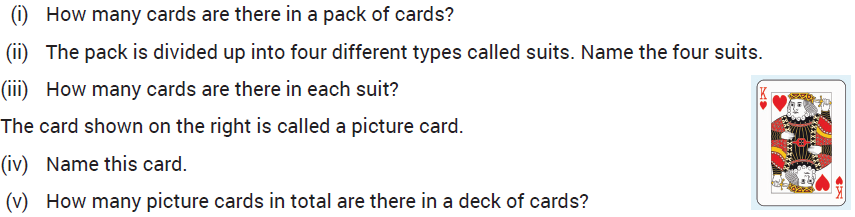 (i) How many cards are there in a pack of cards?
(ii) The pack is divided up into four different types called suits. Name the four suits.
(iii) How many cards are there in each suit?
The card shown on the right is called a picture card.
(iv) Name this card.
(v) How many picture cards in total are there in a deck of cards?
K
K